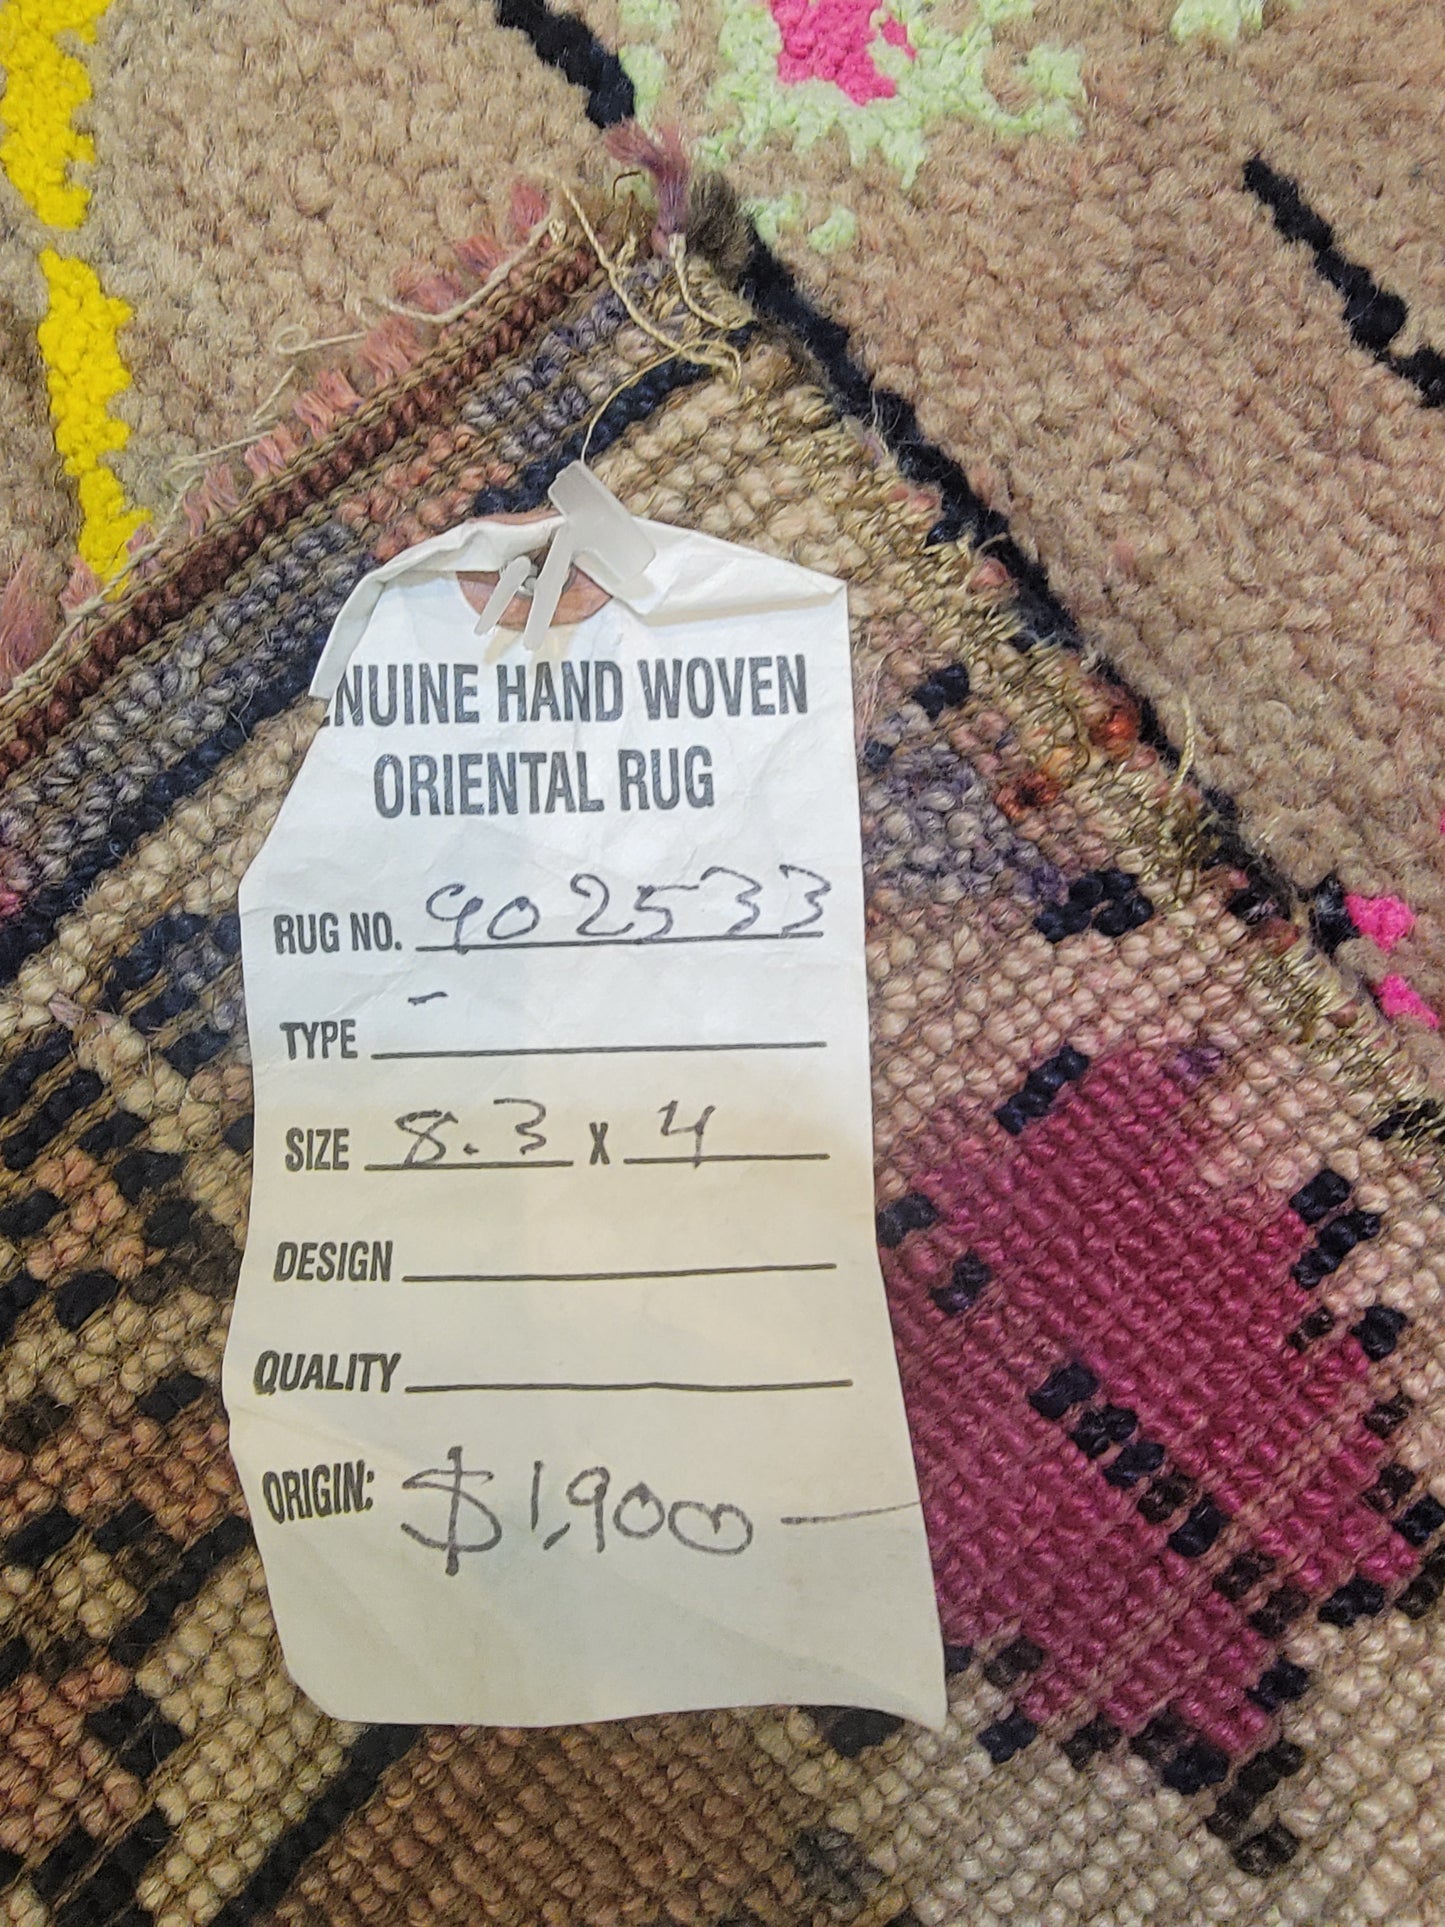 ENUINE HAND WOVEN
ORIENTAL RUG
RUG NO. 902533
TYPE -
SIZE 8.3 X 4
DESIGN
QUALITY
ORIGIN: $1,900 —